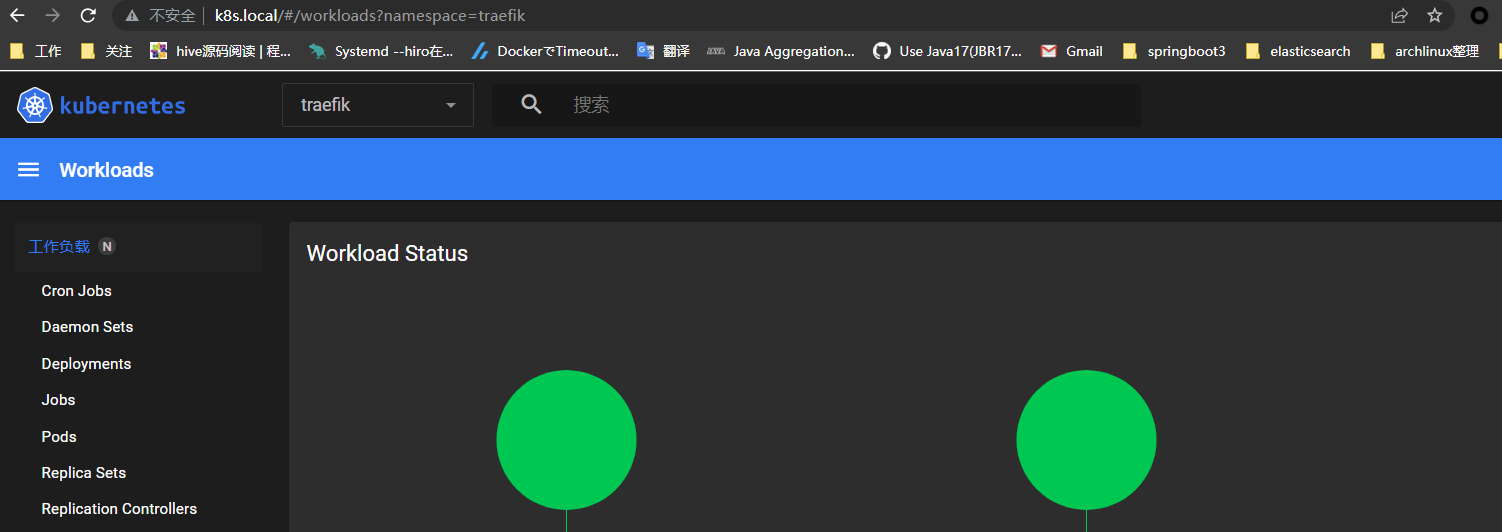 不安全 k8s.local/#/workloads?namespace=traefik
工作 关注 hive源码阅读 | 程... Systemd --hiro在... DockerでTimeout... 翻译 Java Aggregation... Use Java17(JBR17... Gmail springboot3 elasticsearch archlinux整理
kubernetes traefik 搜索
Workloads
工作负载 N
Workload Status
Cron Jobs
Daemon Sets
Deployments
Jobs
Pods
Replica Sets
Replication Controllers